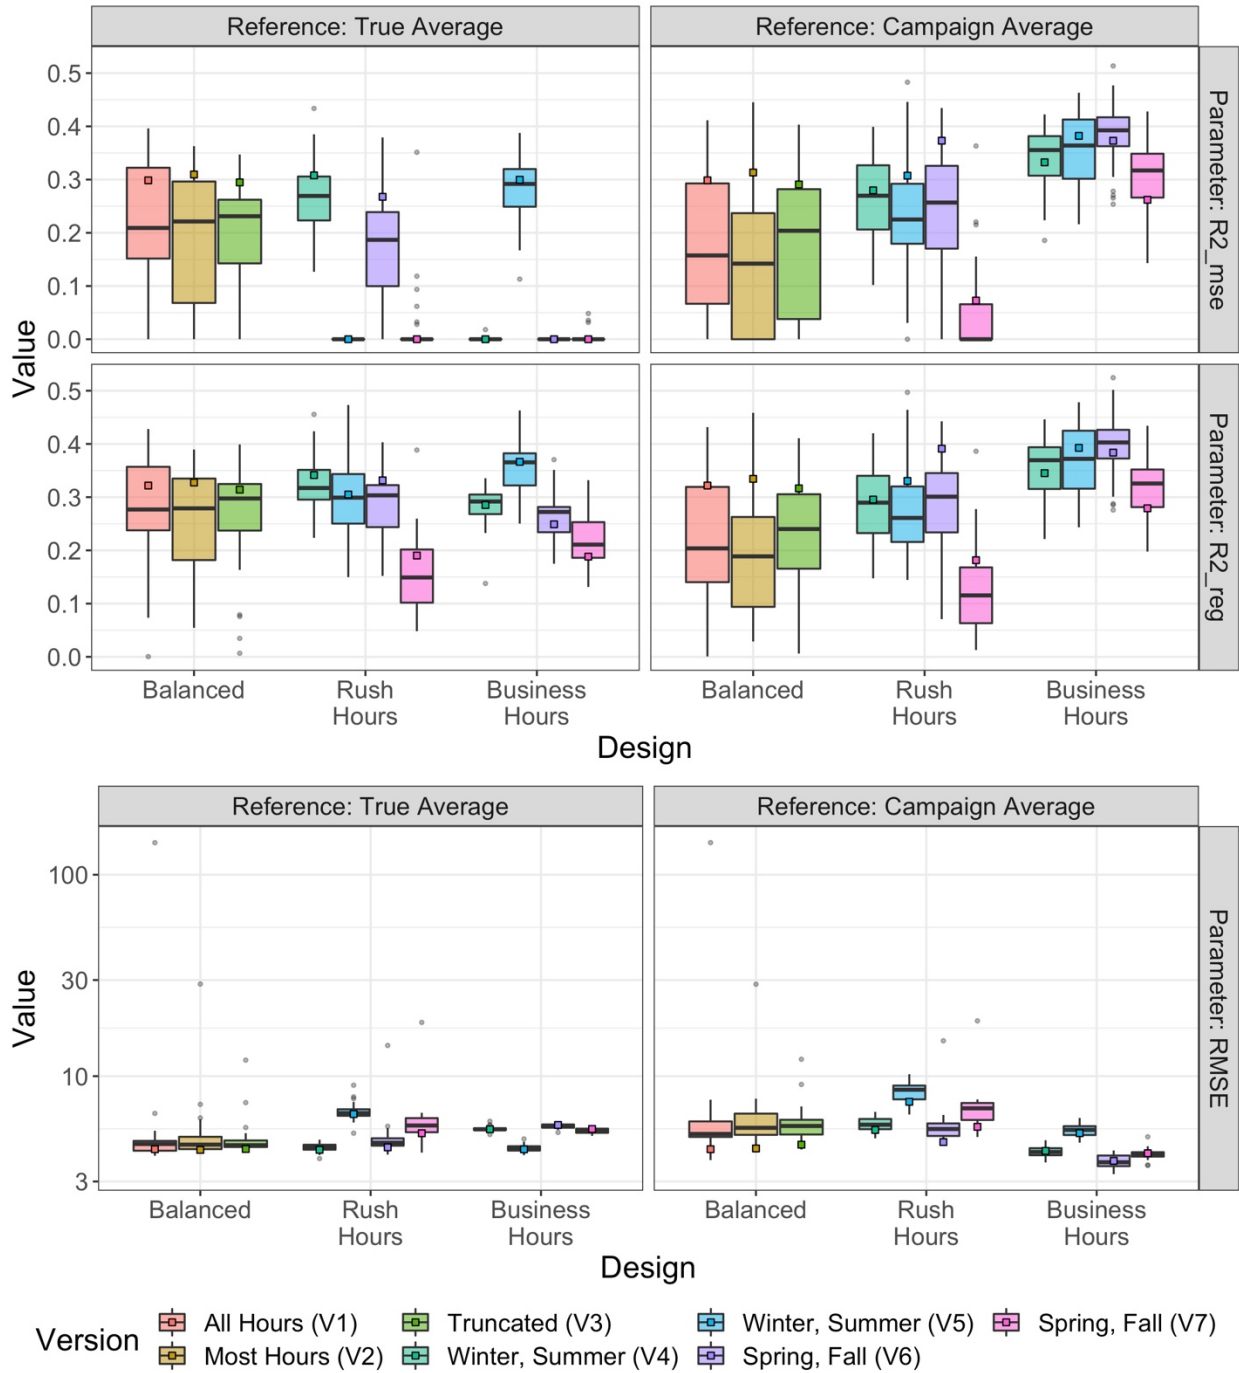 Reference: True Average
Reference: Campaign Average
0.5
0.4
0.3
0.2
0.1
0.0
Parameter: R2_mse
Value
0.5
0.4
0.3
0.2
0.1
0.0
Parameter: R2_reg
Balanced
Rush
Hours
Business
Hours
Balanced
Rush
Hours
Business
Hours
Design
Reference: True Average
Reference: Campaign Average
100
30
10
3
Value
Parameter: RMSE
Balanced
Rush
Hours
Business
Hours
Balanced
Rush
Hours
Business
Hours
Design
Version
All Hours (V1)
Truncated (V3)
Winter, Summer (V5)
Spring, Fall (V7)
Most Hours (V2)
Winter, Summer (V4)
Spring, Fall (V6)